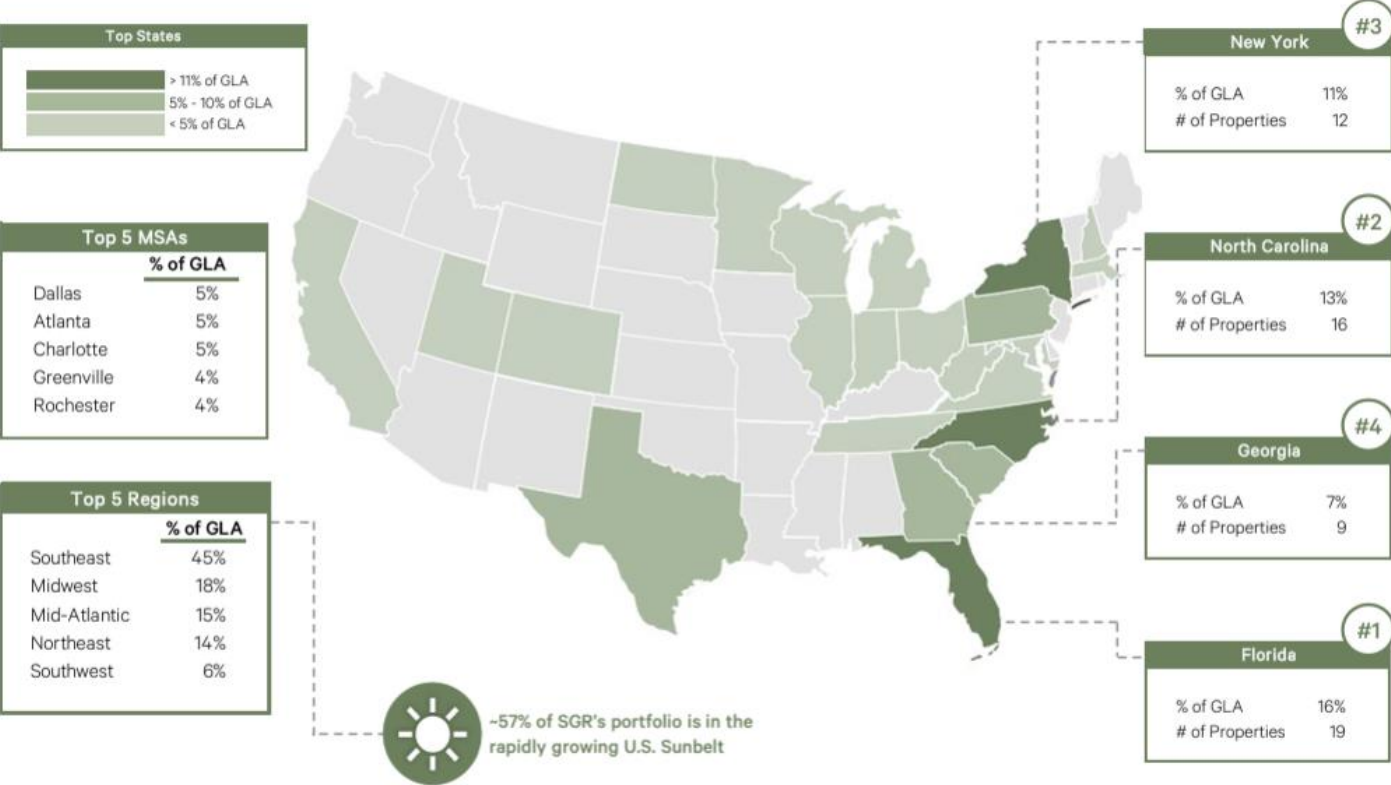 Top States
> 11% of GLA
5% - 10% of GLA
< 5% of GLA
Top 5 MSAs
% of GLA
Dallas 5%
Atlanta 5%
Charlotte 5%
Greenville 4%
Rochester 4%
Top 5 Regions
% of GLA
Southeast 45%
Midwest 18%
Mid-Atlantic 15%
Northeast 14%
Southwest 6%
~57% of SGR's portfolio is in the
rapidly growing U.S. Sunbelt
#3
New York
% of GLA 11%
# of Properties 12
#2
North Carolina
% of GLA 13%
# of Properties 16
#4
Georgia
% of GLA 7%
# of Properties 9
#1
Florida
% of GLA 16%
# of Properties 19